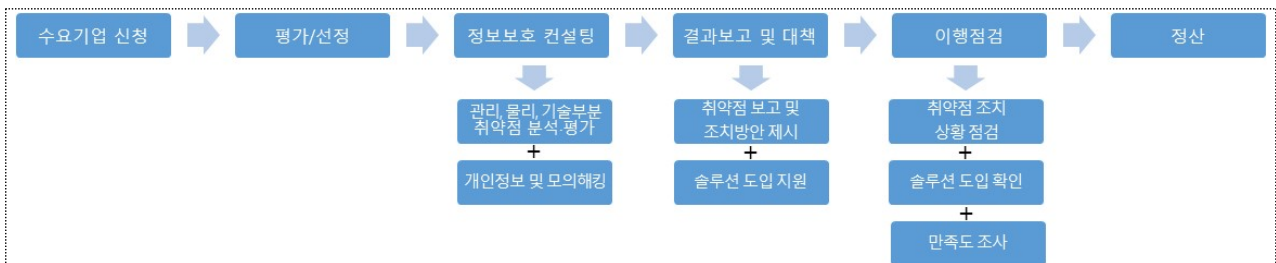 수요기업 신청
평가/선정
정보보호 컨설팅
결과보고 및 대책
이행점검
정산
관리, 물리, 기술부분
취약점 분석·평가
+
개인정보 및 모의해킹
취약점 보고 및
조치방안 제시
+
솔루션 도입 지원
취약점 조치
상황 점검
+
솔루션 도입 확인
+
만족도 조사